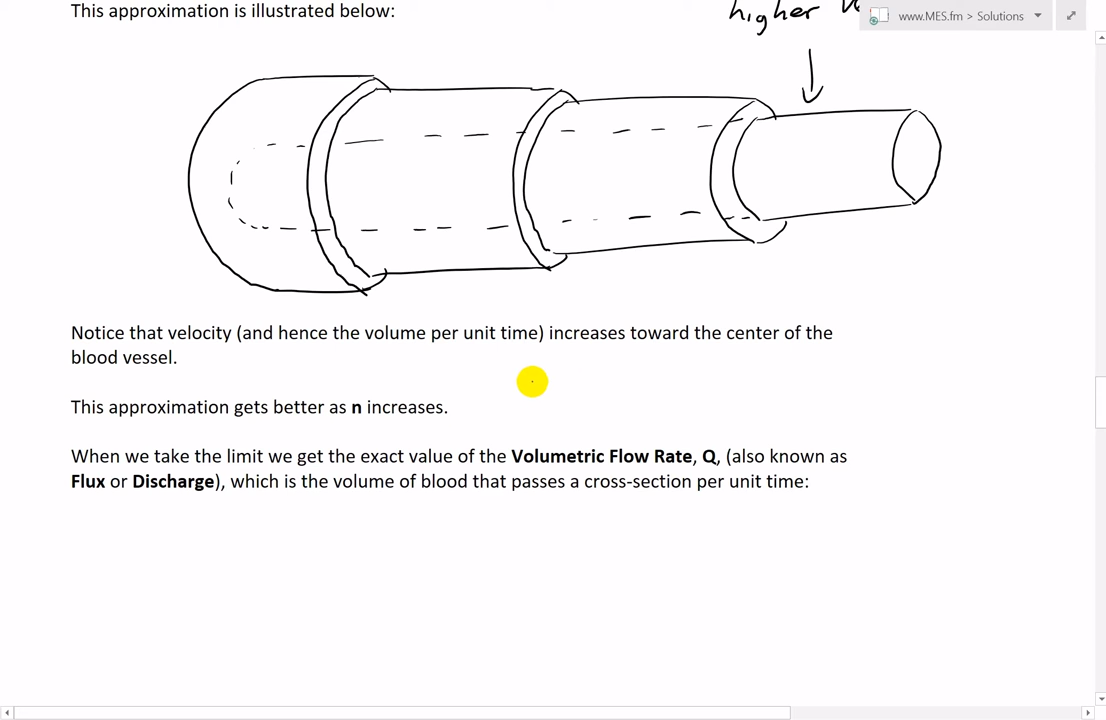 This approximation is illustrated below:
higher
www.MES.fm > Solutions
Notice that velocity (and hence the volume per unit time) increases toward the center of the
blood vessel.
This approximation gets better as n increases.
When we take the limit we get the exact value of the Volumetric Flow Rate, Q, (also known as
Flux or Discharge), which is the volume of blood that passes a cross-section per unit time: